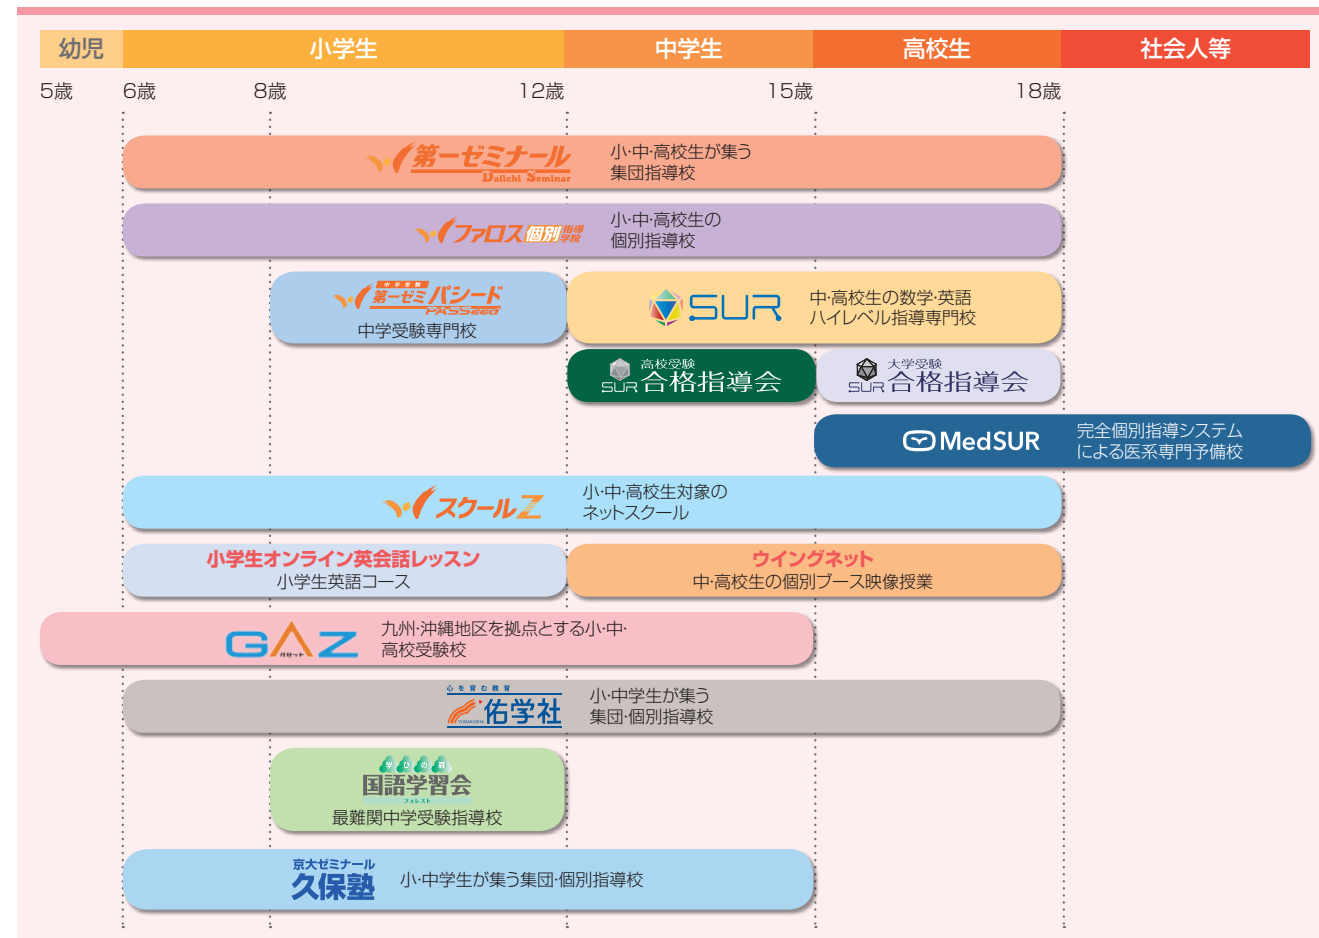 幼児
小学生
中学生
高校生
社会人等
5歳
6歳
8歳
12歳
15歳
18歳
第一ゼミナール
Daiichi Seminar
小・中・高校生が集う
集団指導校
ファロス個別指導学院
小・中・高校生の
個別指導校
中学受験
第一ゼミパシード
PASSeed
中学受験専門校
SUR
中・高校生の数学・英語
ハイレベル指導専門校
高校受験
SUR合格指導会
大学受験
SUR合格指導会
MedSUR
完全個別指導システム
による医系専門予備校
スクールZ
小・中・高校生対象の
ネットスクール
小学生オンライン英会話レッスン
小学生英語コース
ウイングネット
中・高校生の個別ブース映像授業
GAZ
九州・沖縄地区を拠点とする小・中・
高校受験校
心を育む教育
佑学社
YUGAKUSHA
小・中学生が集う
集団・個別指導校
学びの森
国語学習会
フォレスト
最難関中学受験指導校
京大ゼミナール
久保塾
小・中学生が集う集団・個別指導校